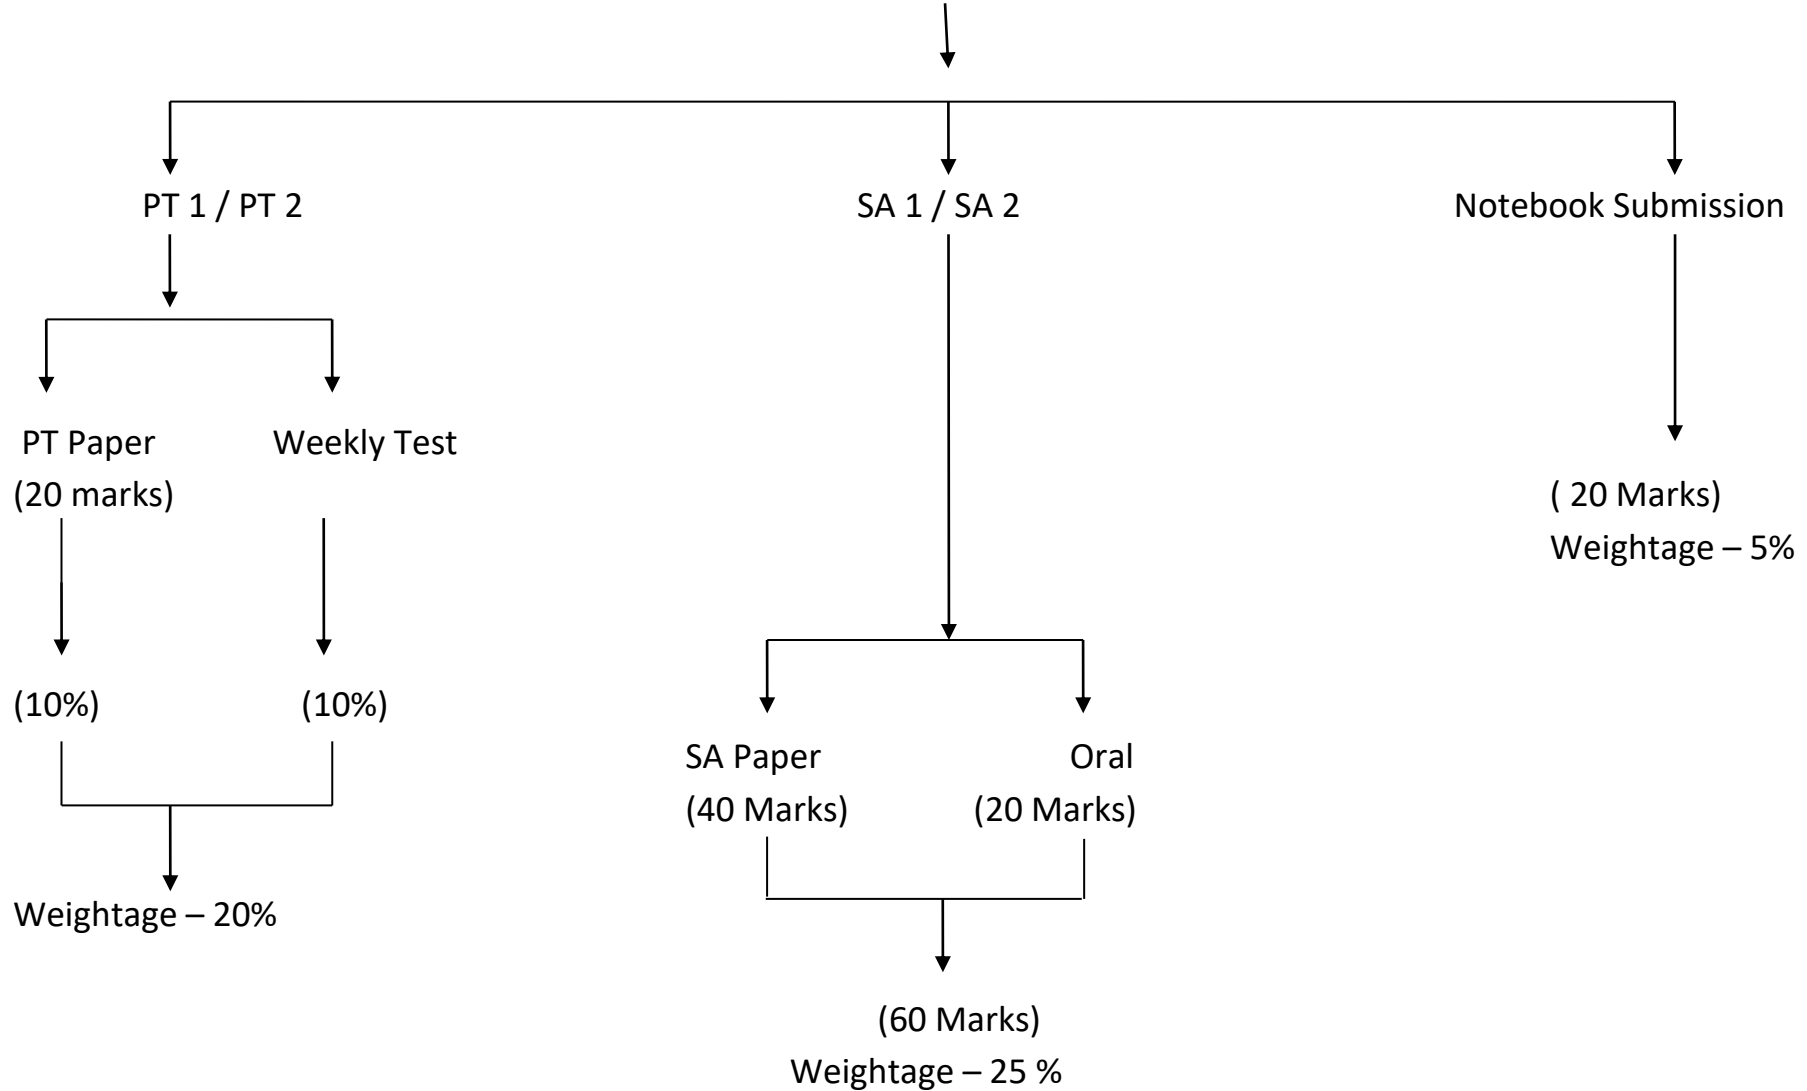 PT 1 / PT 2
SA 1 / SA 2
Notebook Submission
PT Paper
(20 marks)
Weekly Test
( 20 Marks)
Weightage – 5%
(10%)
(10%)
SA Paper
(40 Marks)
Oral
(20 Marks)
Weightage – 20%
(60 Marks)
Weightage – 25 %